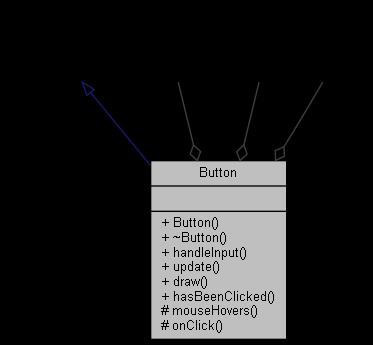 Button
+ Button()
+ ~Button()
+ handleInput()
+ update()
+ draw()
+ hasBeenClicked()
# mouseHovers()
# onClick()